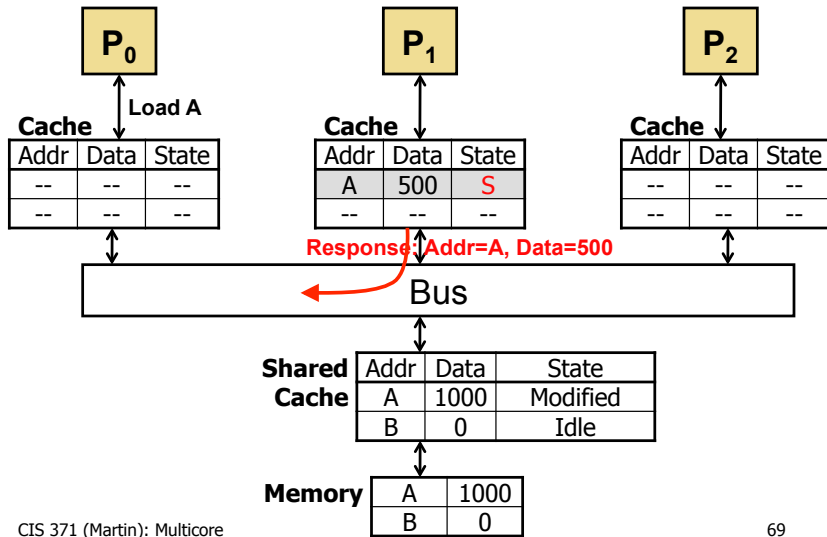 P0 P1 P2
Load A
Cache Cache Cache
Addr Data State Addr Data State Addr Data State
-- -- -- A 500 S -- -- --
-- -- -- -- -- -- -- -- --
Response: Addr=A, Data=500
Bus
Shared Cache
Addr Data State
A 1000 Modified
B 0 Idle
Memory
A 1000
B 0
CIS 371 (Martin): Multicore 69